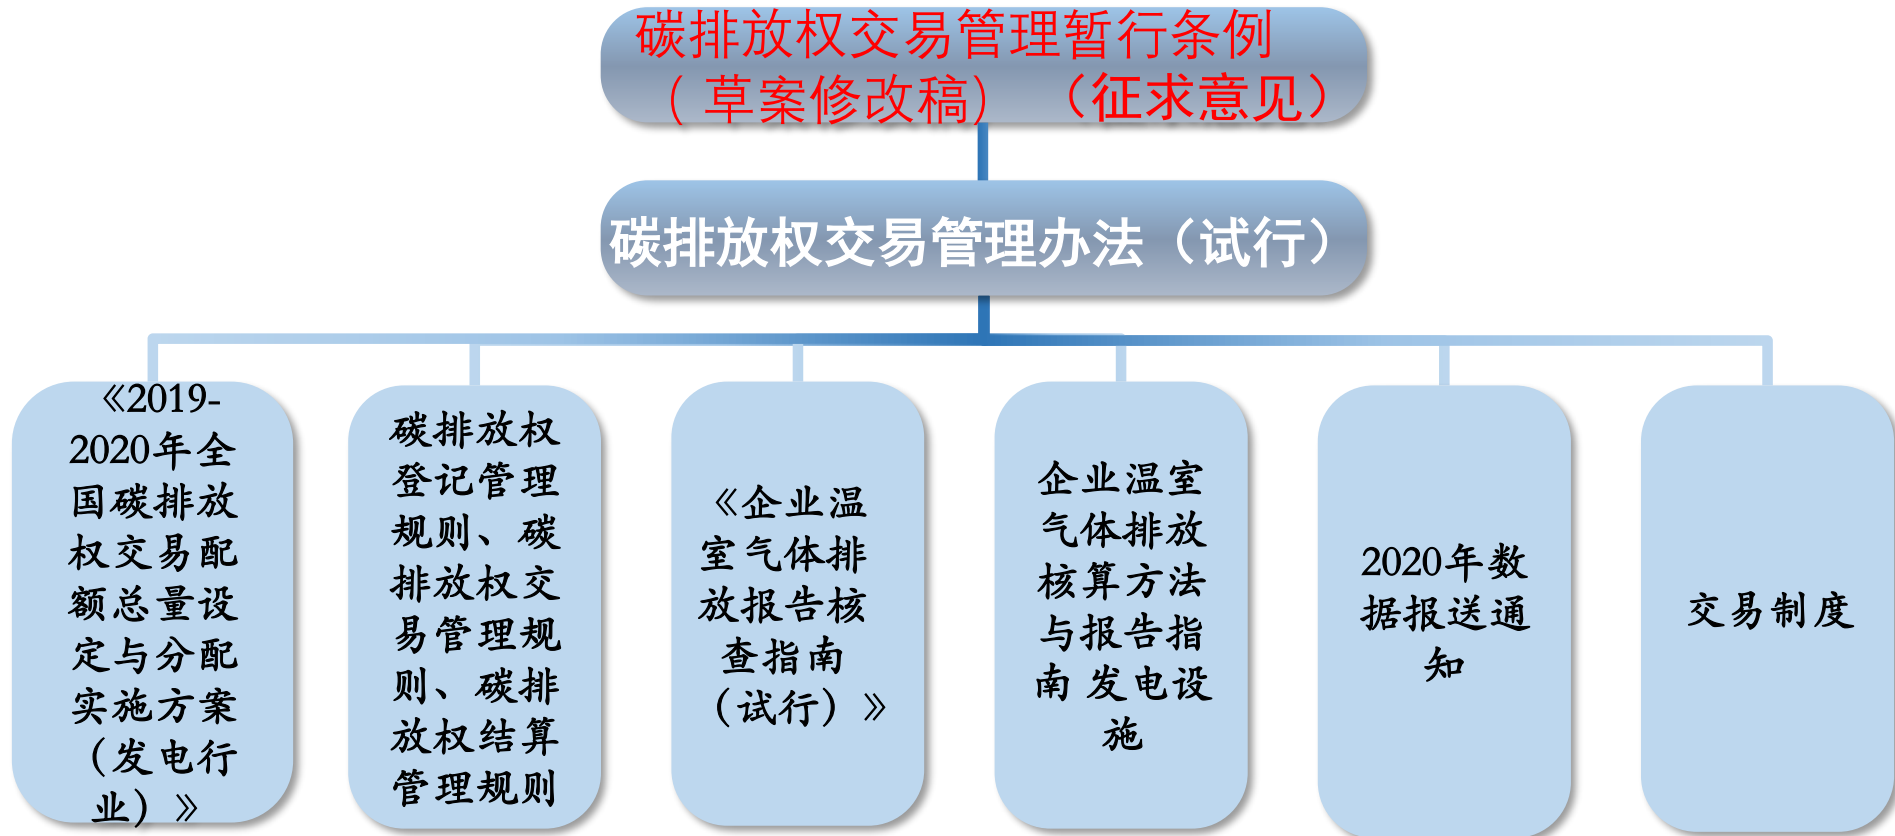 碳排放权交易管理暂行条例
（ 草案修改稿）（征求意见）
碳排放权交易管理办法（试行）
《2019-
2020年全
国碳排放
权交易配
额总量设
定与分配
实施方案
（发电行
业）》
碳排放权
登记管理
规则、碳
排放权交
易管理规
则、碳排
放权结算
管理规则
《企业温
室气体排
放报告核
查指南
（试行）》
企业温室
气体排放
核算方法
与报告指
南 发电设
施
2020年数
据报送通
知
交易制度